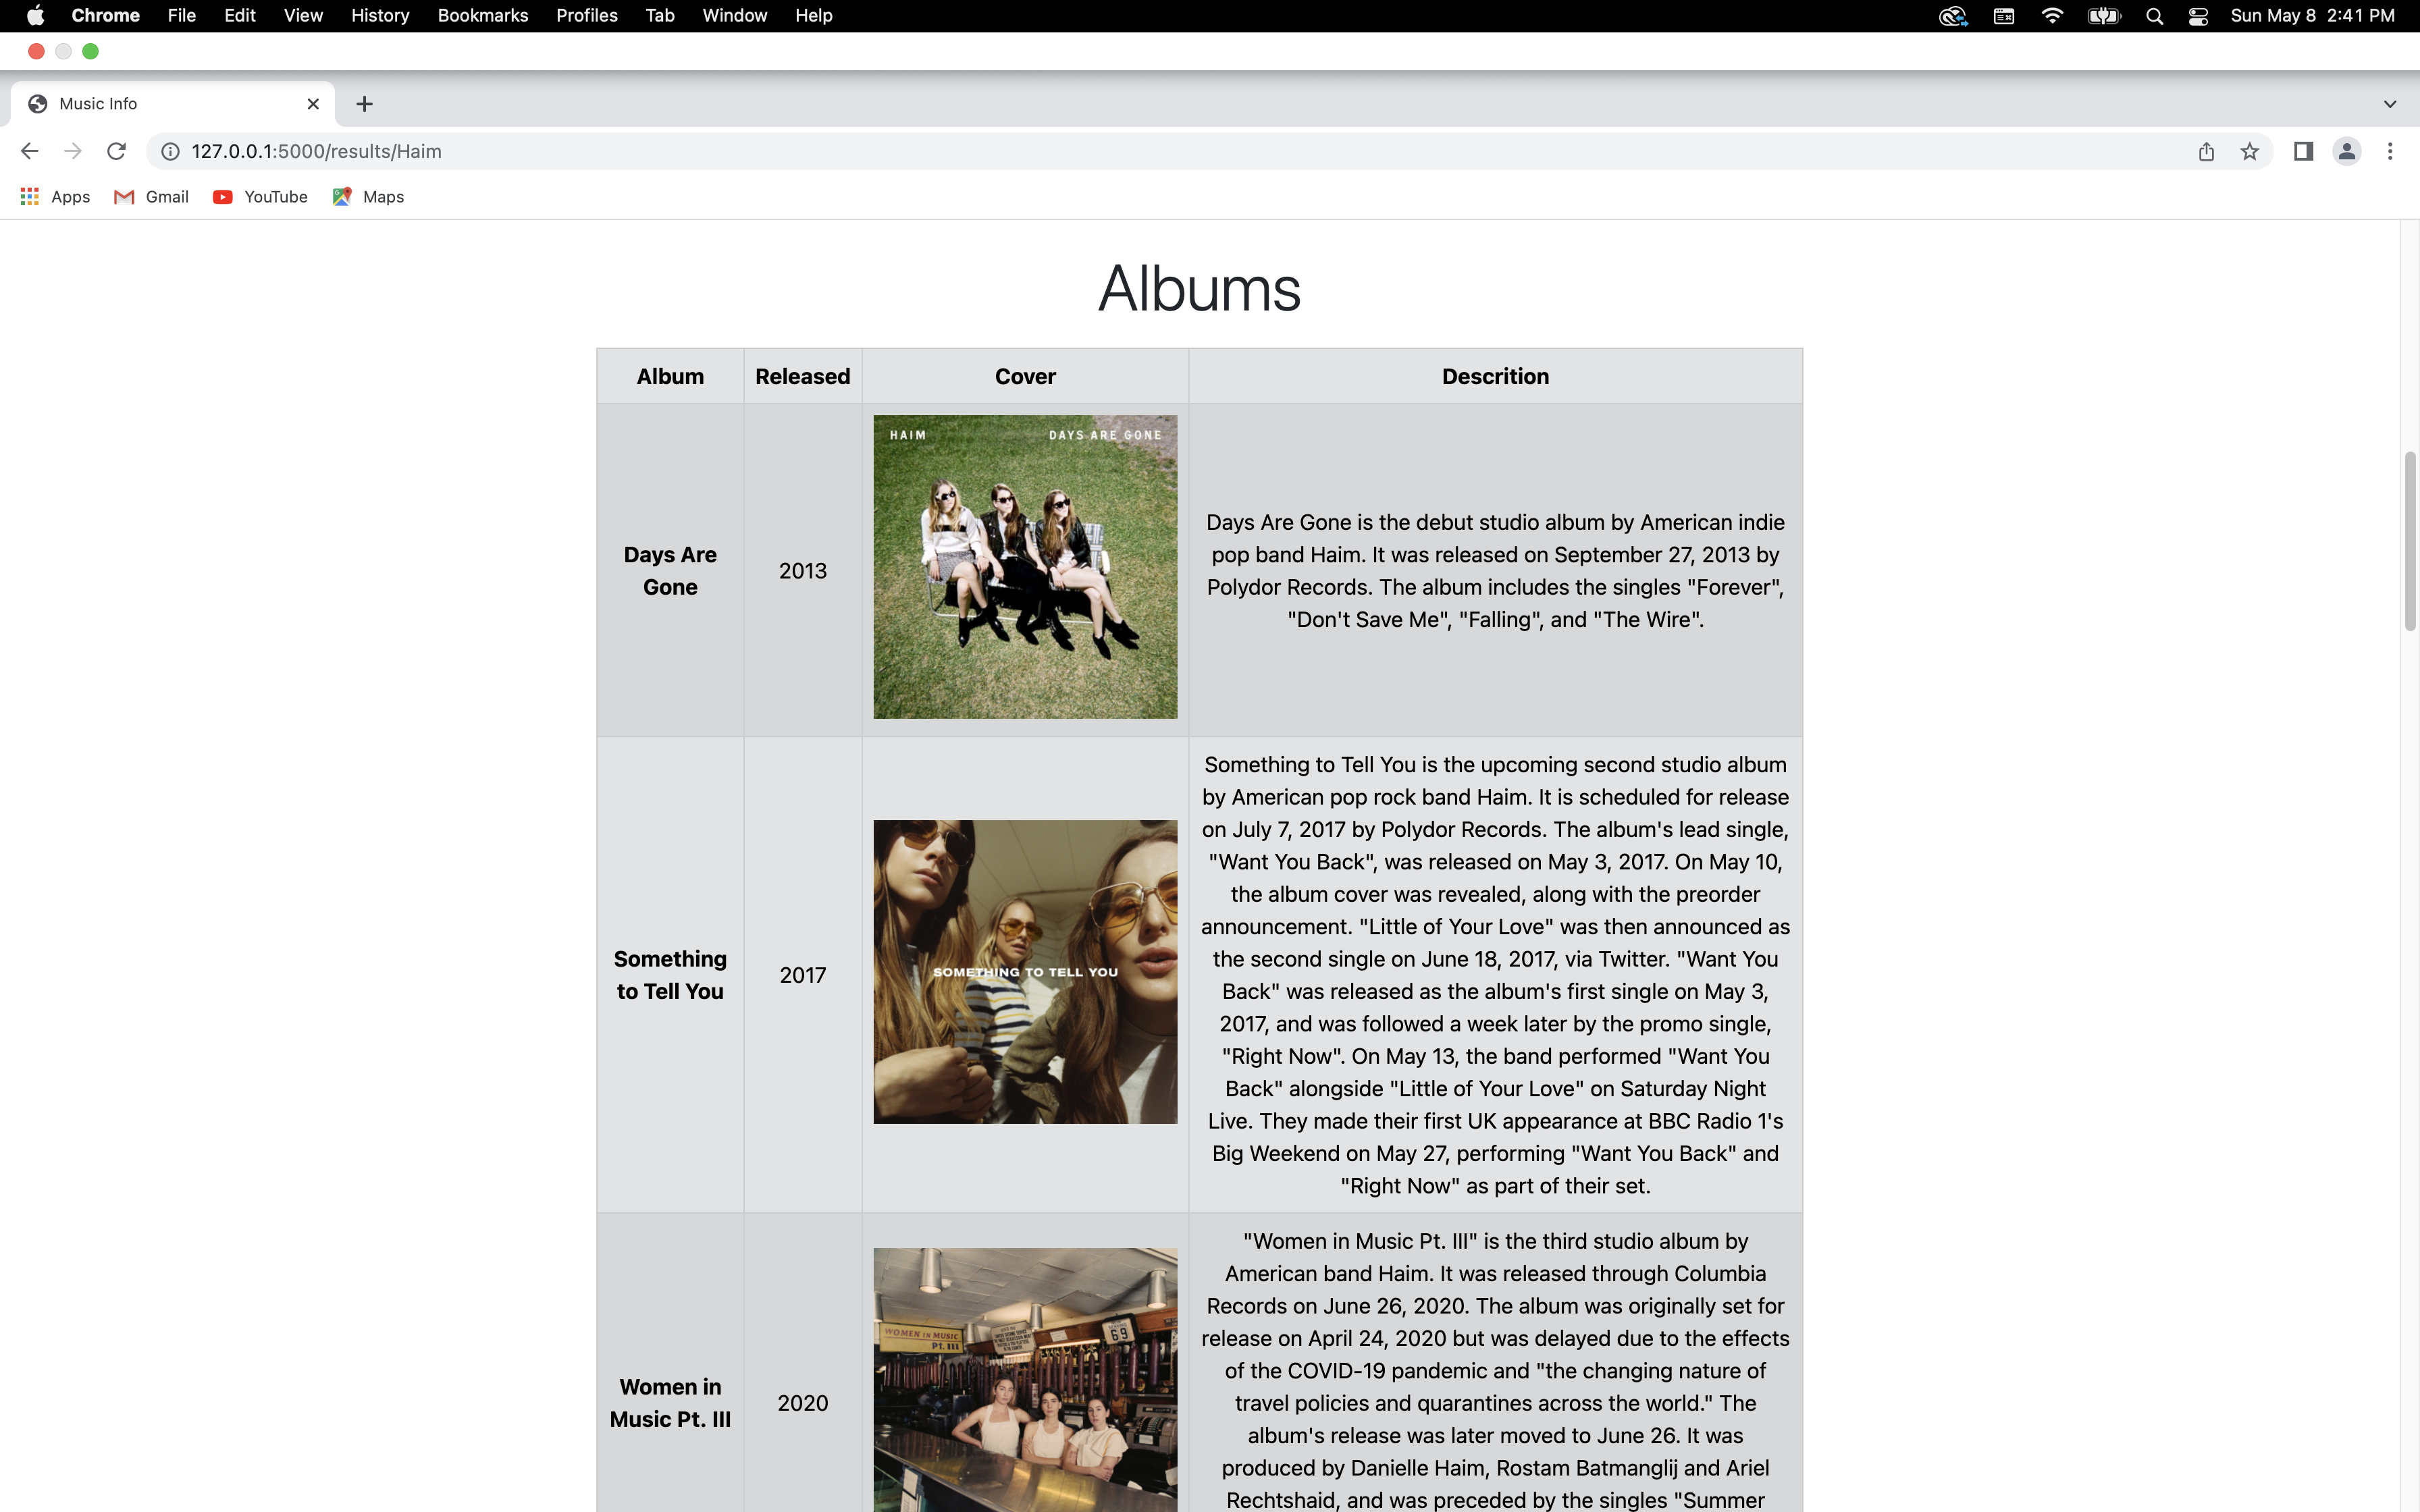 Chrome File Edit View History Bookmarks Profiles Tab Window Help Sun May 8 2:41 PM
Music Info
127.0.0.1:5000/results/Haim
Apps Gmail YouTube Maps
Albums
Album Released Cover Descrition
Days Are
Gone
2013
HAIM DAYS ARE GONE
Days Are Gone is the debut studio album by American indie
pop band Haim. It was released on September 27, 2013 by
Polydor Records. The album includes the singles "Forever",
"Don't Save Me", "Falling", and "The Wire".
Something
to Tell You
2017
SOMETHING TO TELL YOU
Something to Tell You is the upcoming second studio album
by American pop rock band Haim. It is scheduled for release
on July 7, 2017 by Polydor Records. The album's lead single,
"Want You Back", was released on May 3, 2017. On May 10,
the album cover was revealed, along with the preorder
announcement. "Little of Your Love" was then announced as
the second single on June 18, 2017, via Twitter. "Want You
Back" was released as the album's first single on May 3,
2017, and was followed a week later by the promo single,
"Right Now". On May 13, the band performed "Want You
Back" alongside "Little of Your Love" on Saturday Night
Live. They made their first UK appearance at BBC Radio 1's
Big Weekend on May 27, performing "Want You Back" and
"Right Now" as part of their set.
Women in
Music Pt. III
2020
WOMEN IN MUSIC
PT. III
69
"Women in Music Pt. III" is the third studio album by
American band Haim. It was released through Columbia
Records on June 26, 2020. The album was originally set for
release on April 24, 2020 but was delayed due to the effects
of the COVID-19 pandemic and "the changing nature of
travel policies and quarantines across the world." The
album's release was later moved to June 26. It was
produced by Danielle Haim, Rostam Batmanglij and Ariel
Rechtshaid, and was preceded by the singles "Summer